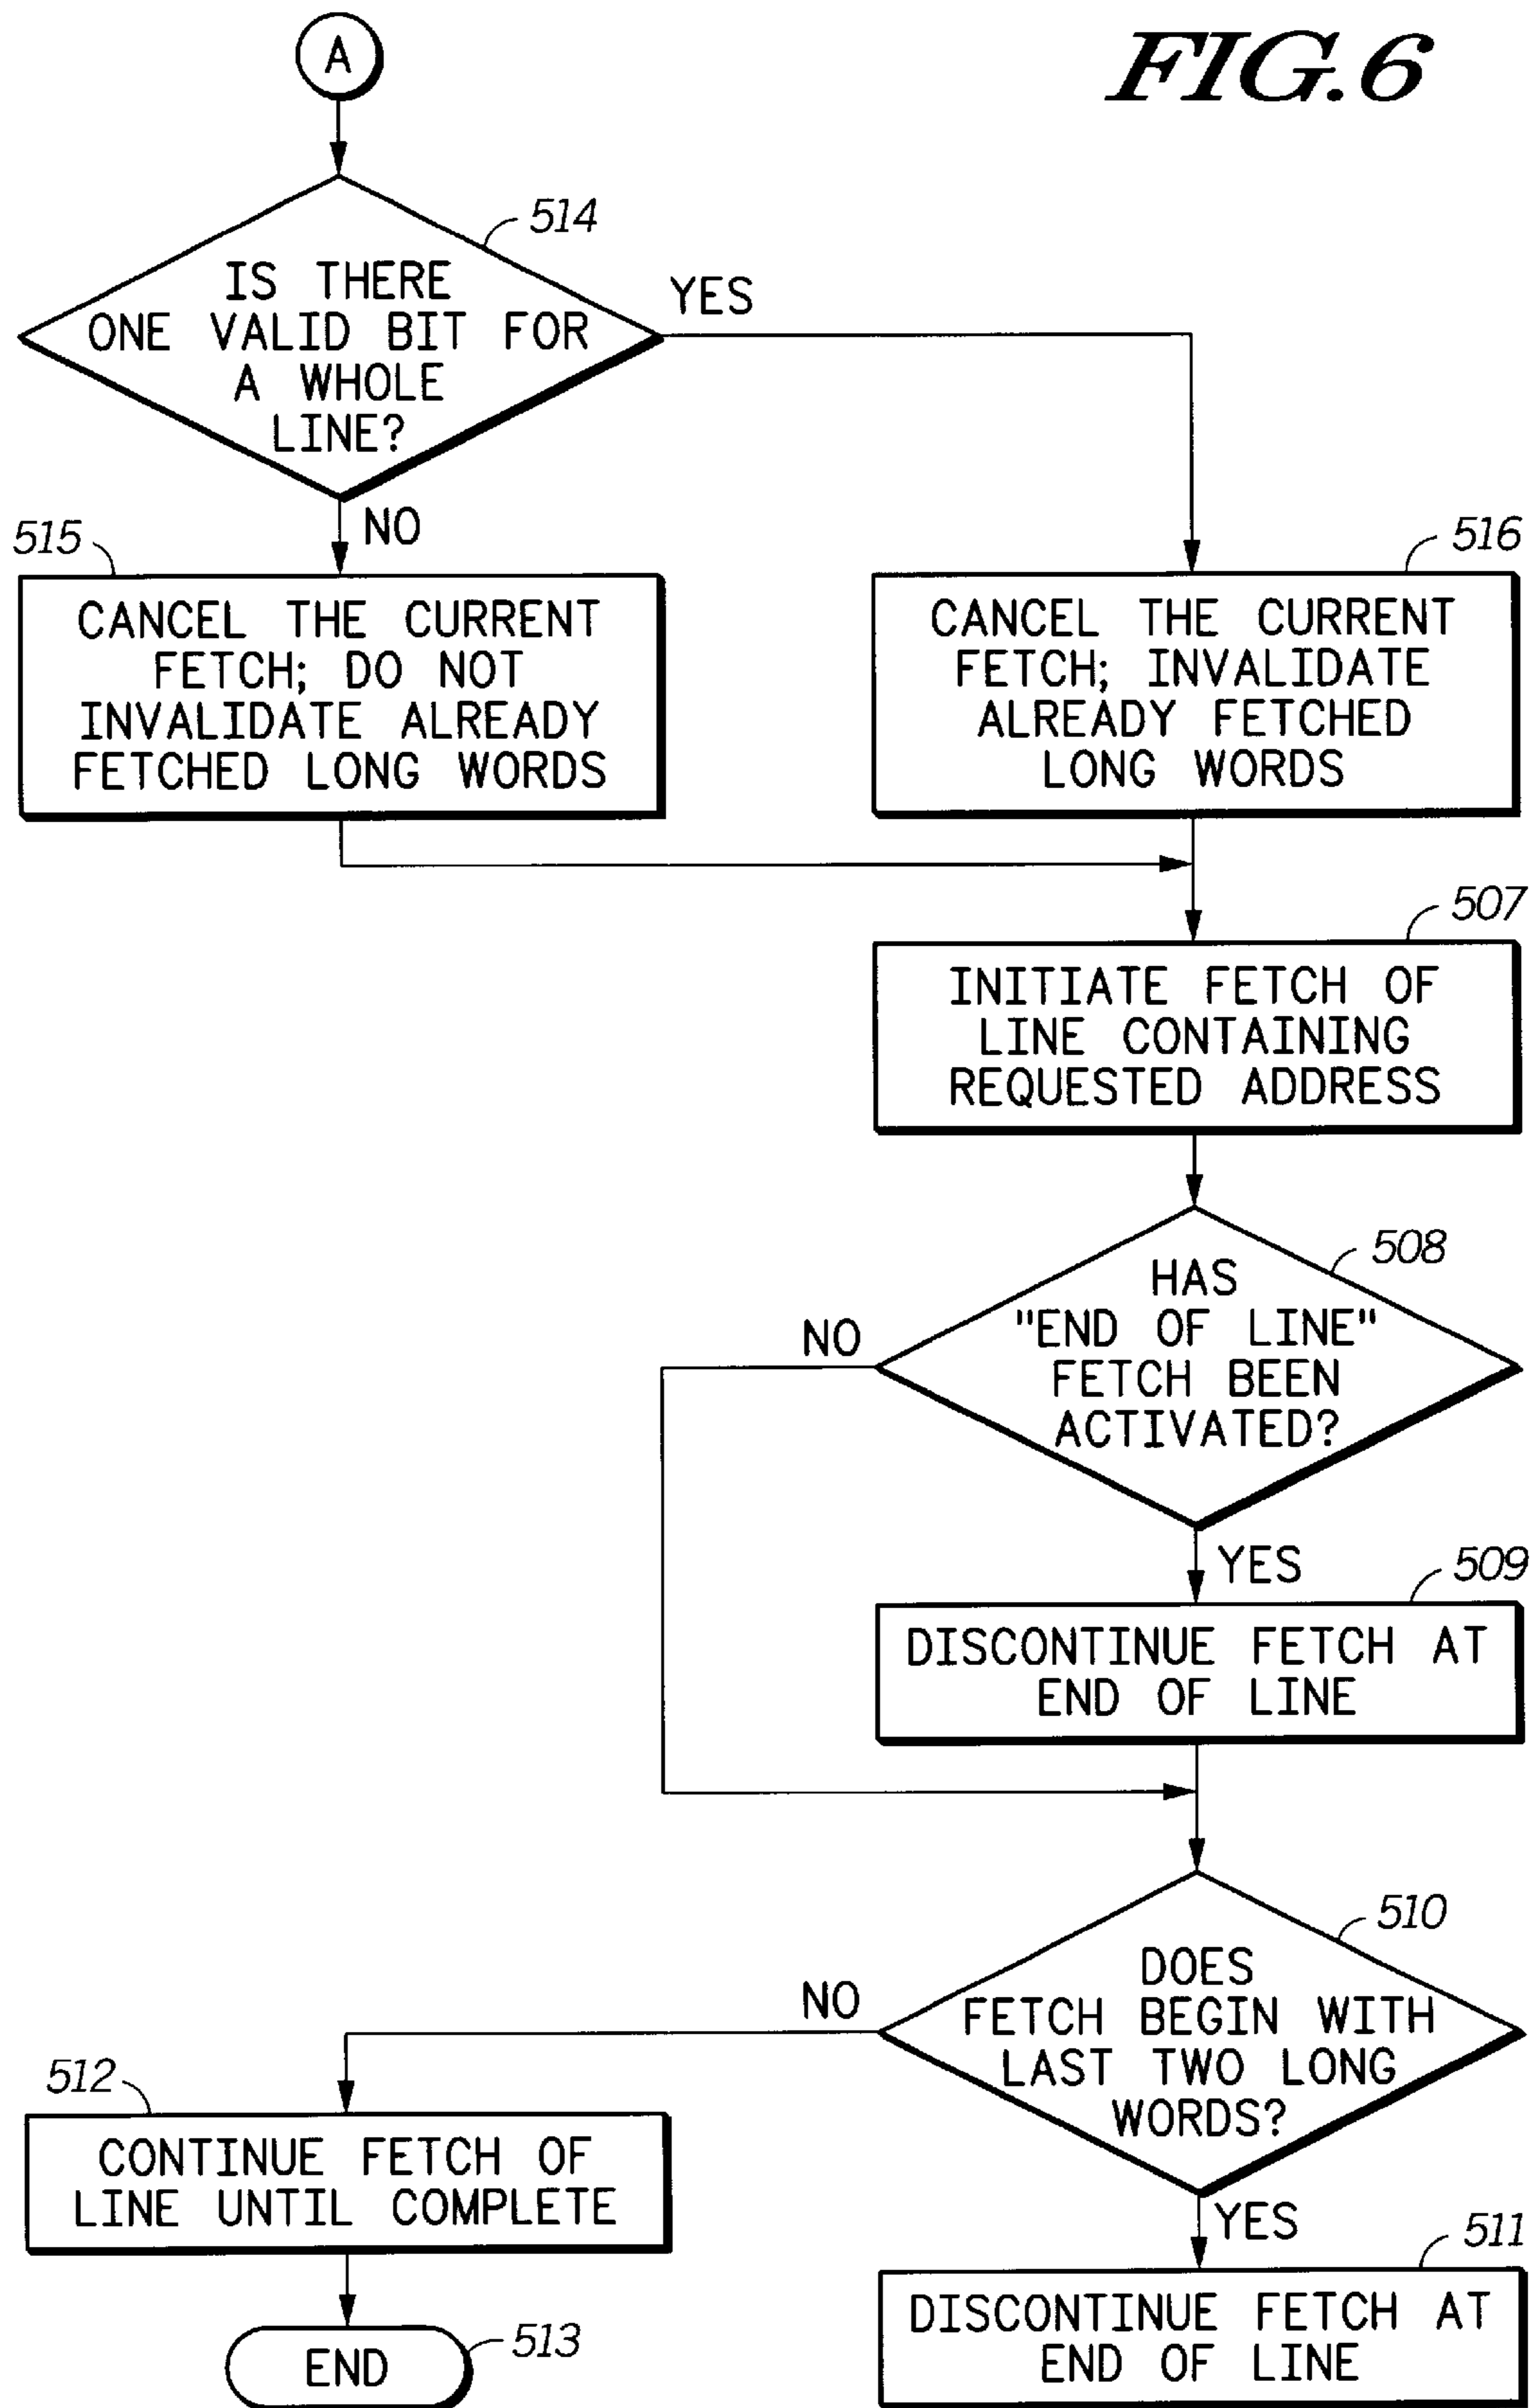 A
FIG.6
514
IS THERE
ONE VALID BIT FOR
A WHOLE
LINE?
YES
NO
515
CANCEL THE CURRENT
FETCH; DO NOT
INVALIDATE ALREADY
FETCHED LONG WORDS
516
CANCEL THE CURRENT
FETCH; INVALIDATE
ALREADY FETCHED
LONG WORDS
507
INITIATE FETCH OF
LINE CONTAINING
REQUESTED ADDRESS
508
HAS
"END OF LINE"
FETCH BEEN
ACTIVATED?
NO
YES
509
DISCONTINUE FETCH AT
END OF LINE
510
DOES
FETCH BEGIN WITH
LAST TWO LONG
WORDS?
NO
YES
512
CONTINUE FETCH OF
LINE UNTIL COMPLETE
511
DISCONTINUE FETCH AT
END OF LINE
END
513